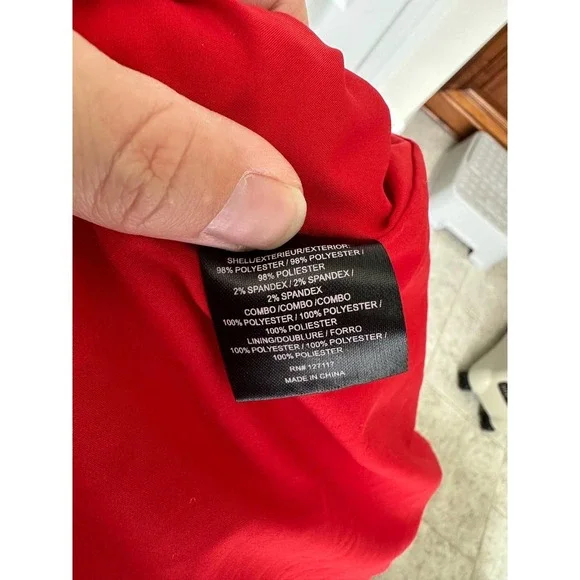 SHELL/EXTERIEUR/EXTERIOR:
98% POLYESTER / 98% POLYESTER /
98% POLIESTER
2% SPANDEX / 2% SPANDEX /
2% SPANDEX
COMBO /COMBO /COMBO
100% POLYESTER / 100% POLYESTER /
100% POLIESTER
LINING/DOUBLURE / FORRO
100% POLYESTER / 100% POLYESTER /
100% POLIESTER
RN# 127117
MADE IN CHINA